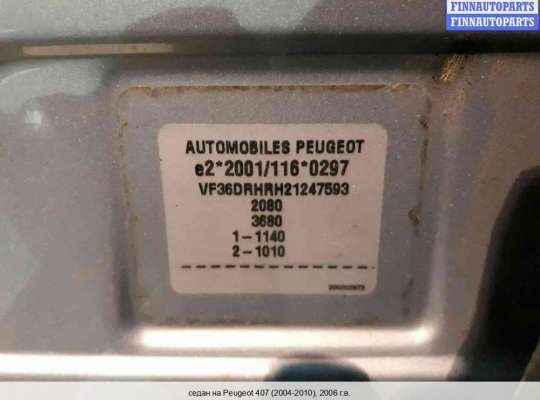 FINNAUTOPARTS
FINNAUTOPARTS
AUTOMOBILES PEUGEOT
e2*2001/116*0297
VF36DRHRH21247593
2080
3680
1-1140
2-1010
седан на Peugeot 407 (2004-2010), 2006 г.в.